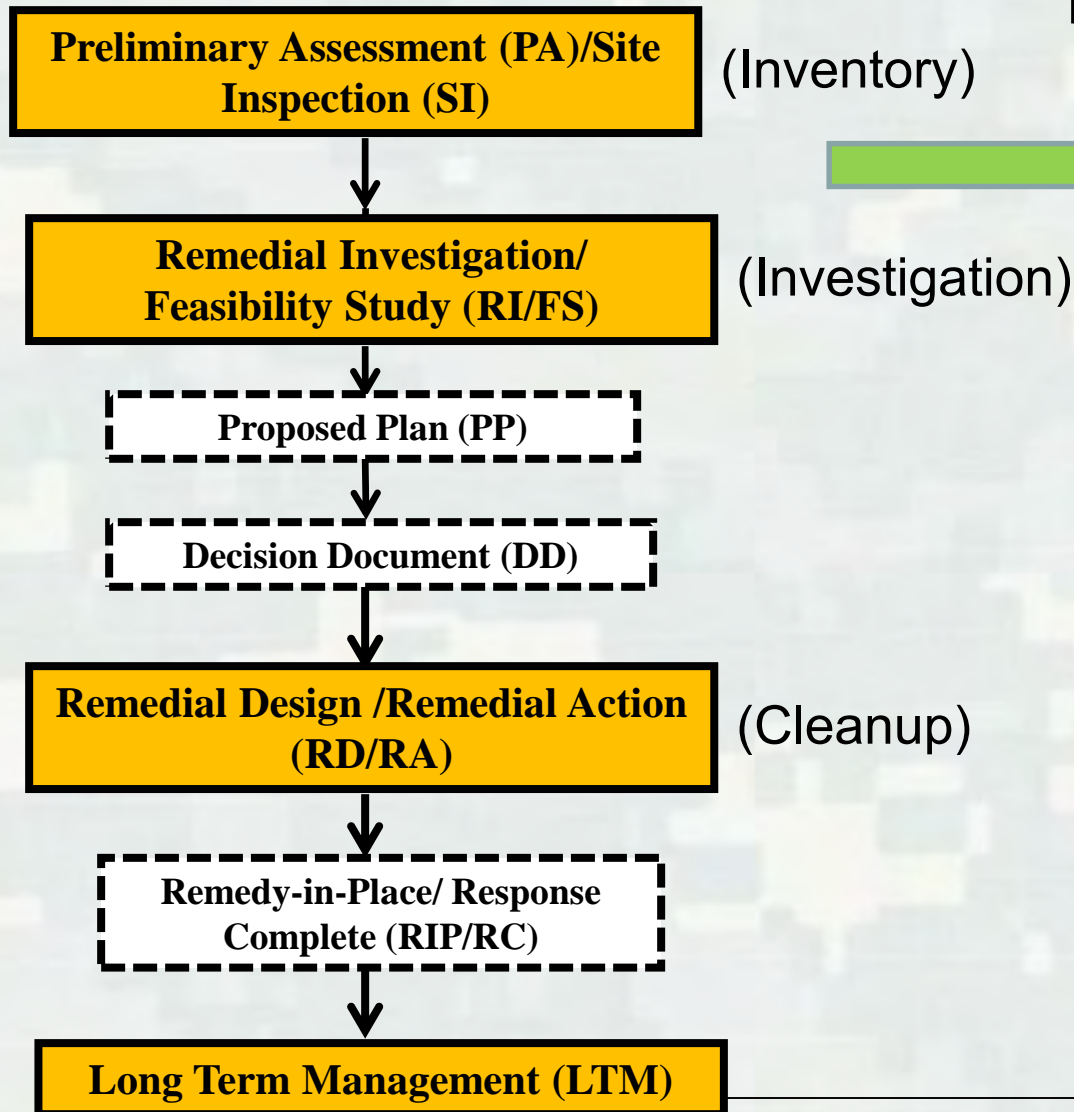 Preliminary Assessment (PA)/Site
Inspection (SI)
(Inventory)
Remedial Investigation/
Feasibility Study (RI/FS)
(Investigation)
Proposed Plan (PP)
Decision Document (DD)
Remedial Design /Remedial Action
(RD/RA)
(Cleanup)
Remedy-in-Place/ Response
Complete (RIP/RC)
Long Term Management (LTM)